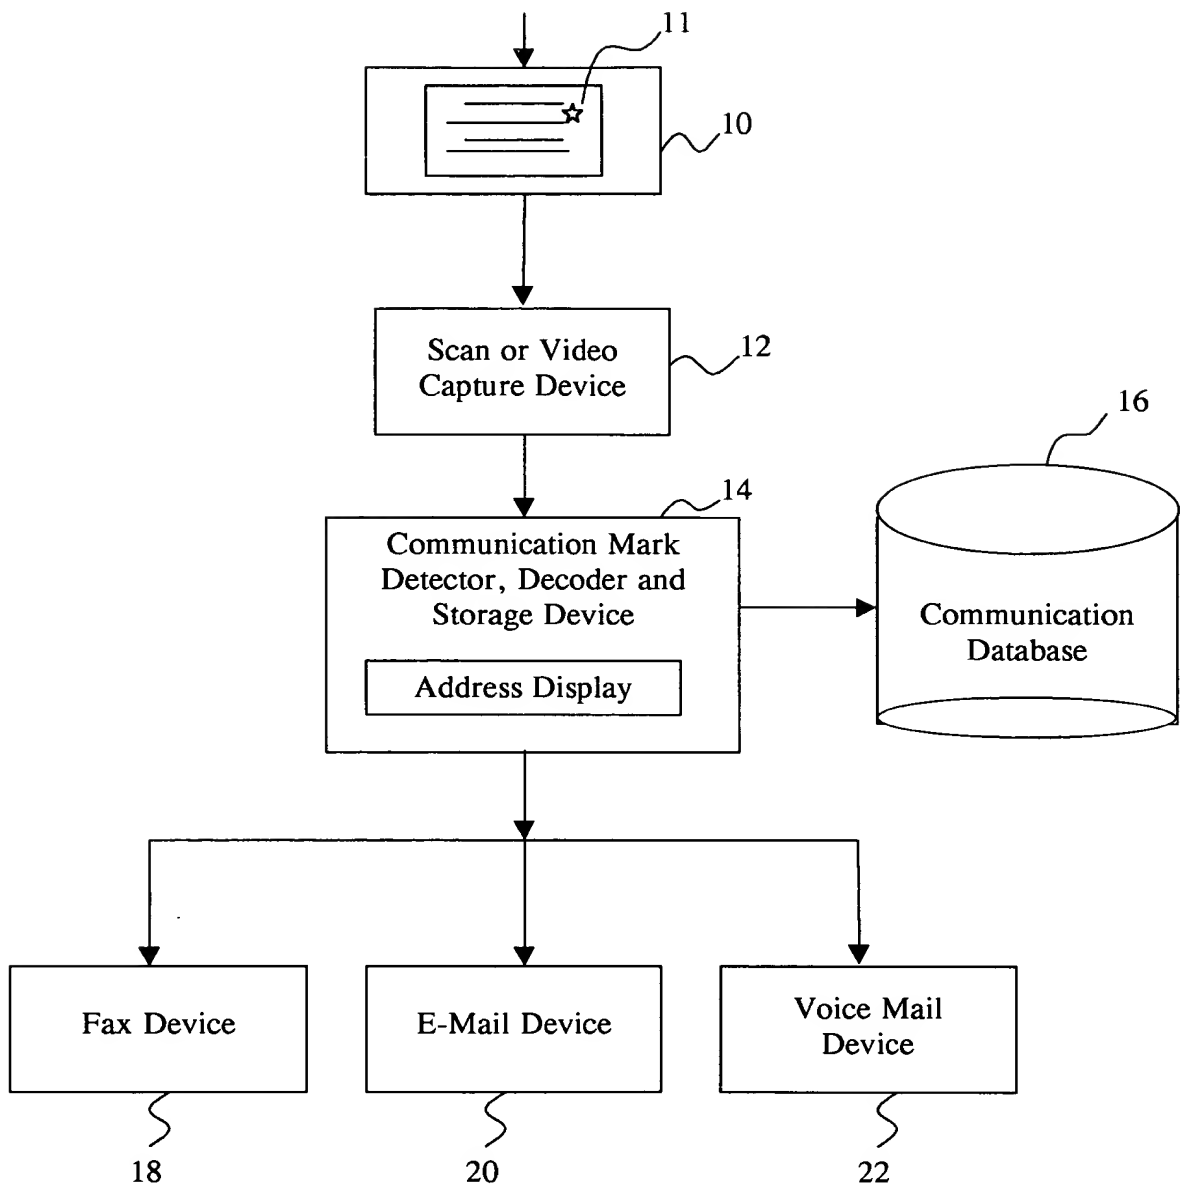 11
10
Scan or Video
Capture Device
12
16
14
Communication Mark
Detector, Decoder and
Storage Device
Address Display
Communication
Database
Fax Device
E-Mail Device
Voice Mail
Device
18
20
22